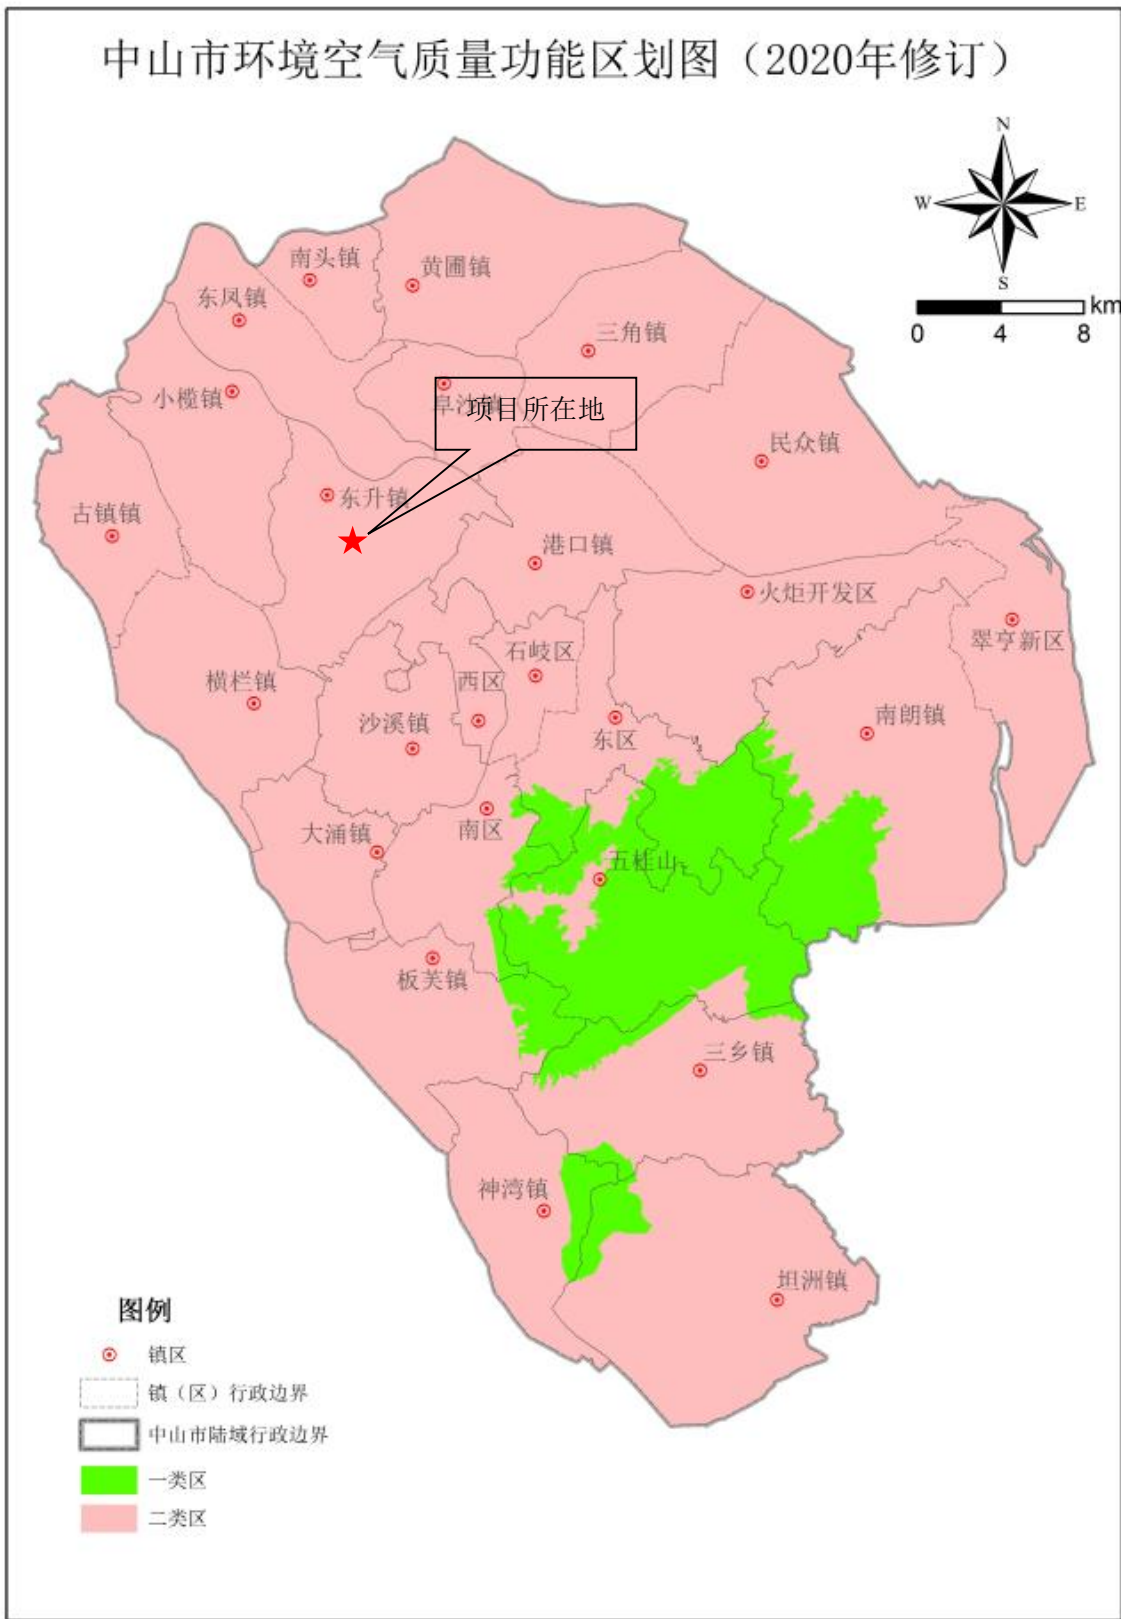 中山市环境空气质量功能区划图（2020年修订）
N
W
E
S
km
0 4 8
南头镇
黄圃镇
东凤镇
三角镇
小榄镇
项目所在地
民众镇
东升镇
古镇镇
港口镇
火炬开发区
翠亨新区
石岐区
横栏镇
西区
沙溪镇
东区
南朗镇
大涌镇
南区
五桂山
板芙镇
三乡镇
神湾镇
坦洲镇
图例
镇区
镇（区）行政边界
中山市陆域行政边界
一类区
二类区